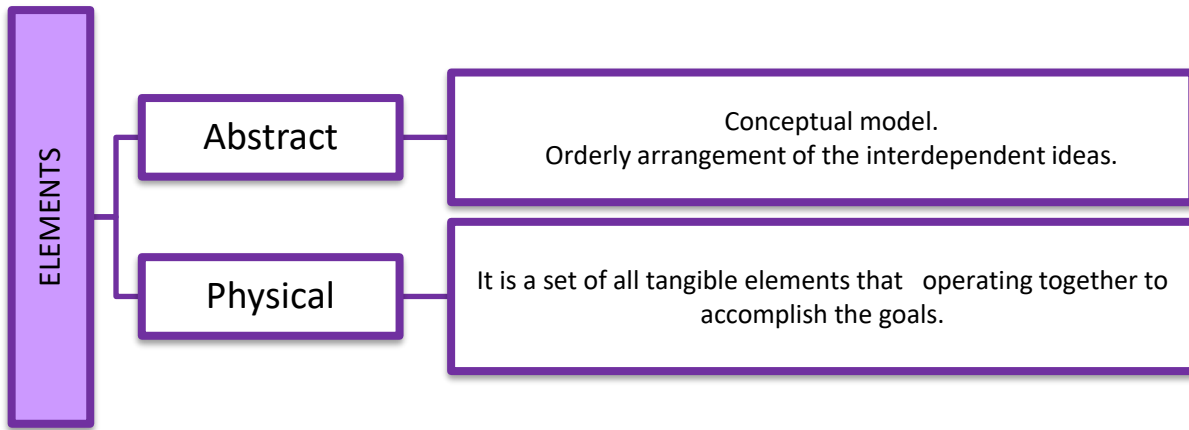 ELEMENTS
Abstract
Conceptual model.
Orderly arrangement of the interdependent ideas.
Physical
It is a set of all tangible elements that operating together to
accomplish the goals.